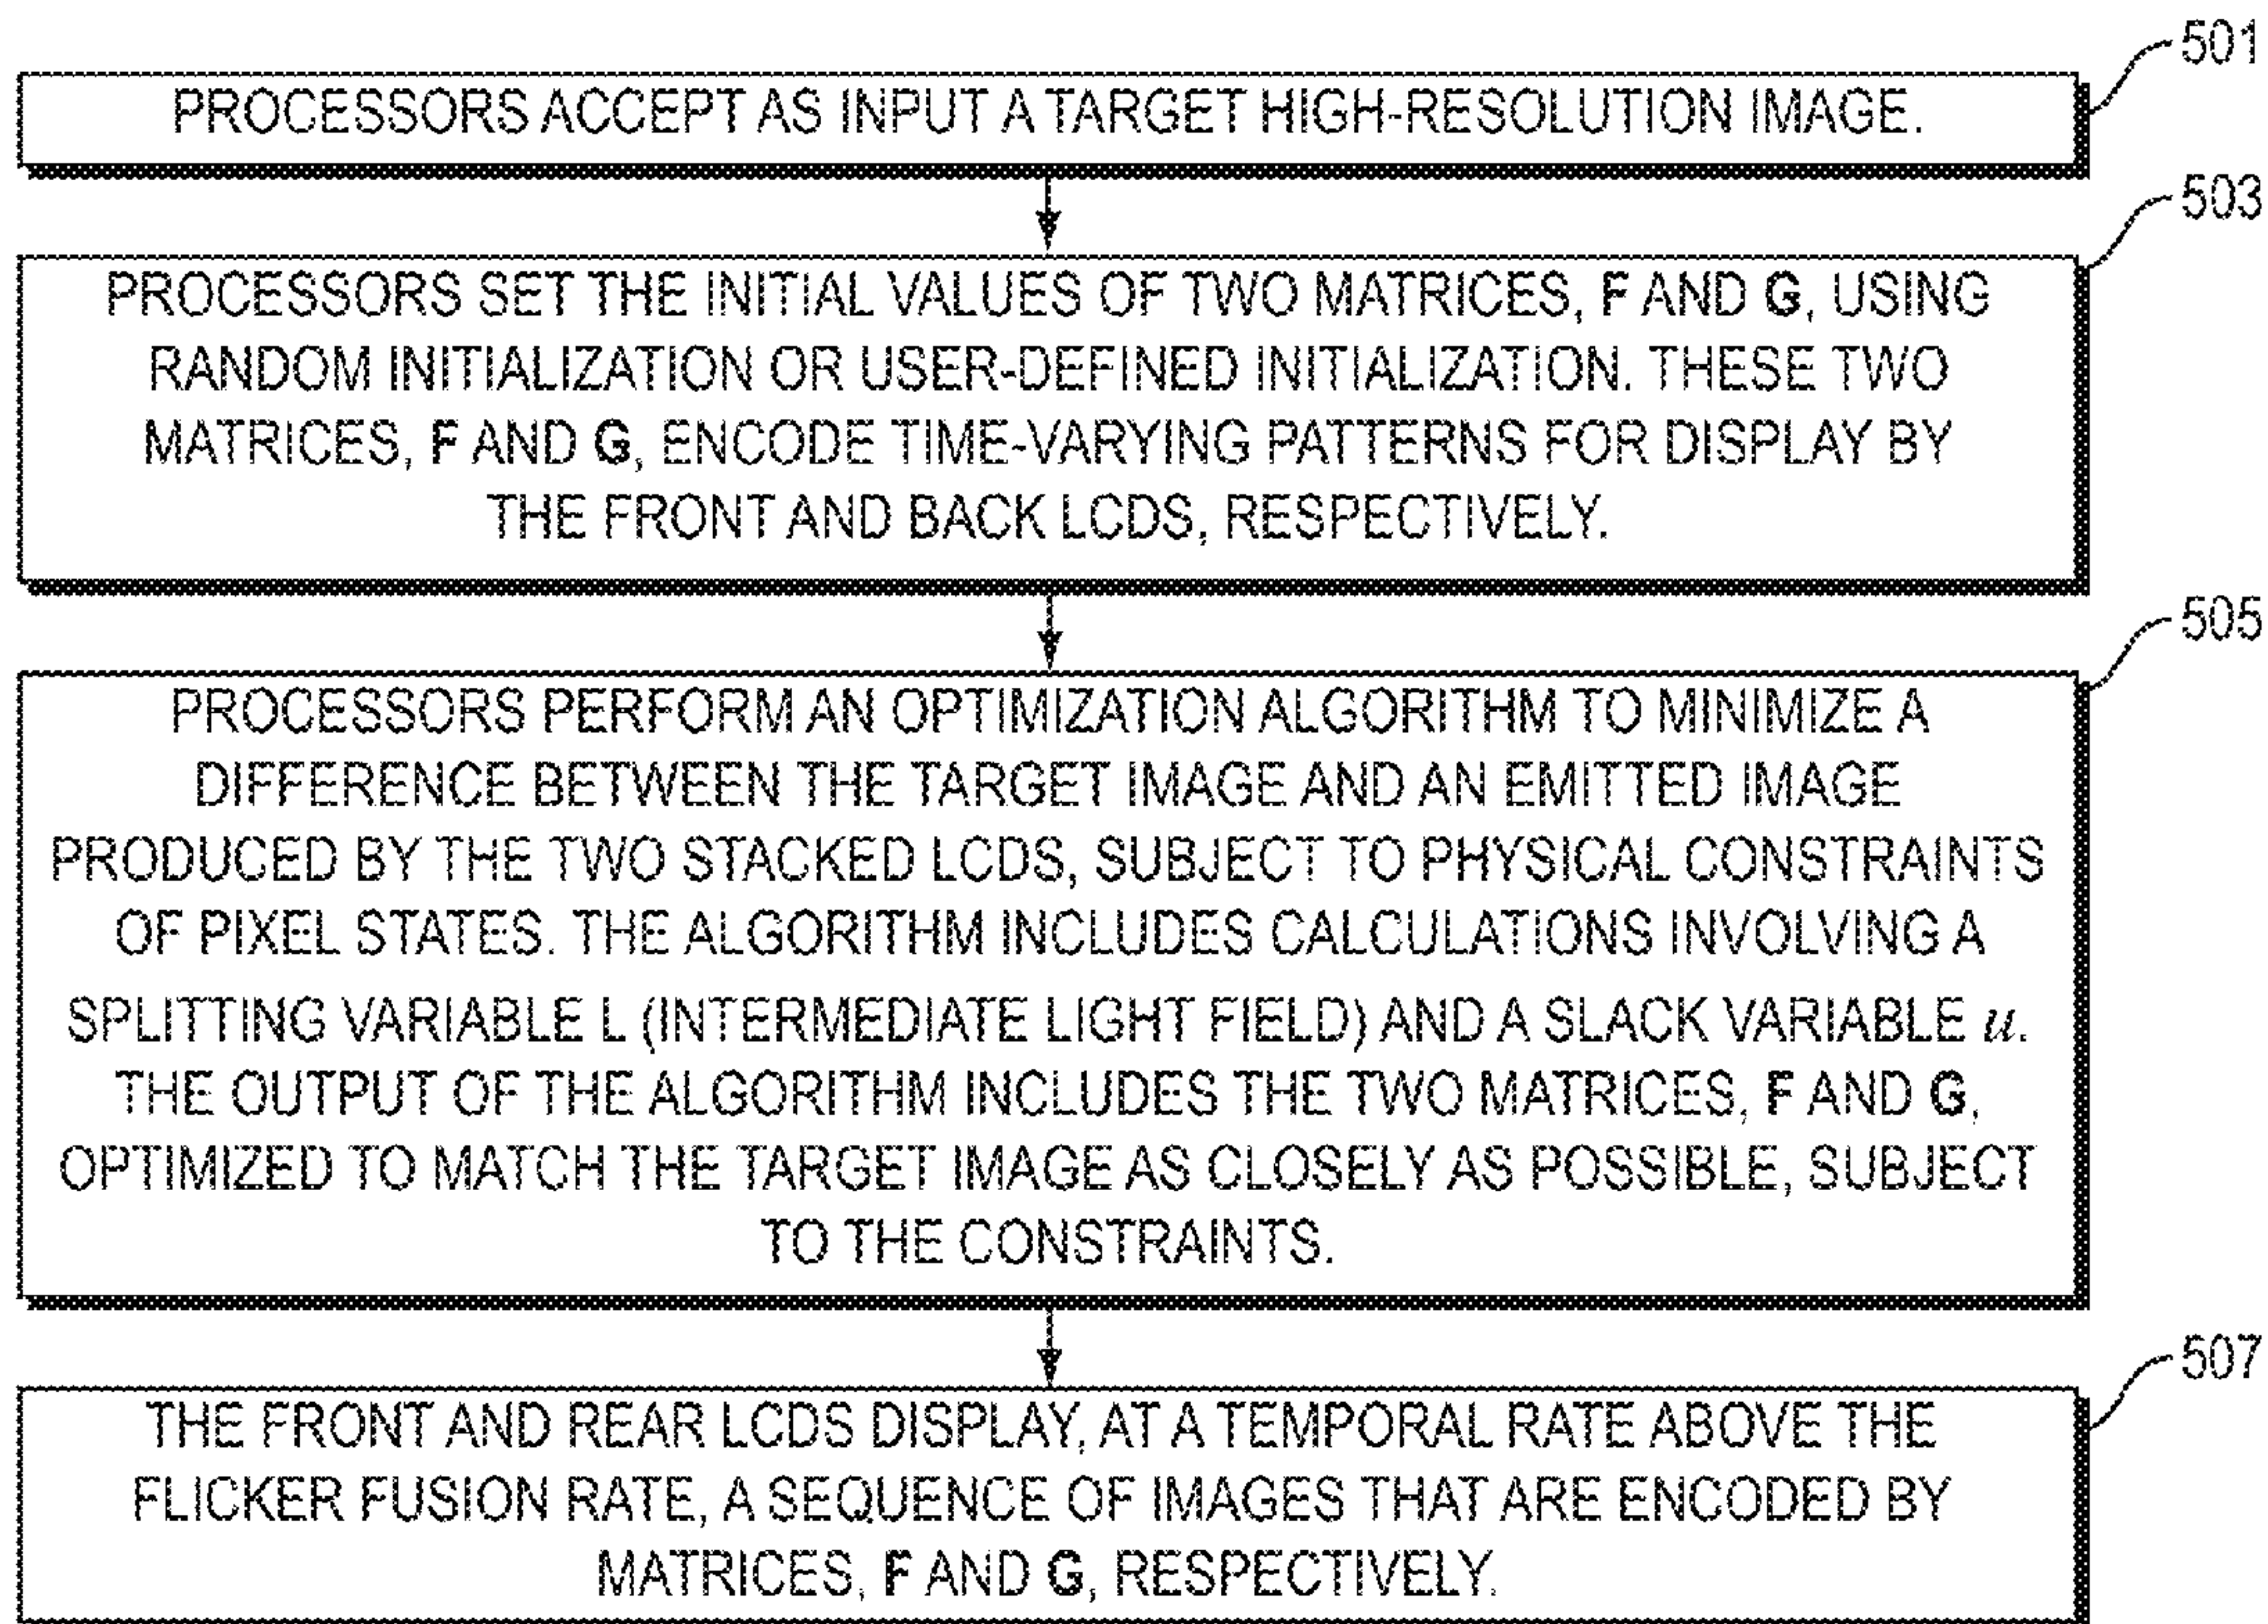 501
PROCESSORS ACCEPT AS INPUT A TARGET HIGH-RESOLUTION IMAGE.
503
PROCESSORS SET THE INITIAL VALUES OF TWO MATRICES, F AND G, USING
RANDOM INITIALIZATION OR USER-DEFINED INITIALIZATION. THESE TWO
MATRICES, F AND G, ENCODE TIME-VARYING PATTERNS FOR DISPLAY BY
THE FRONT AND BACK LCDS, RESPECTIVELY.
505
PROCESSORS PERFORM AN OPTIMIZATION ALGORITHM TO MINIMIZE A
DIFFERENCE BETWEEN THE TARGET IMAGE AND AN EMITTED IMAGE
PRODUCED BY THE TWO STACKED LCDS, SUBJECT TO PHYSICAL CONSTRAINTS
OF PIXEL STATES. THE ALGORITHM INCLUDES CALCULATIONS INVOLVING A
SPLITTING VARIABLE L (INTERMEDIATE LIGHT FIELD) AND A SLACK VARIABLE u.
THE OUTPUT OF THE ALGORITHM INCLUDES THE TWO MATRICES, F AND G,
OPTIMIZED TO MATCH THE TARGET IMAGE AS CLOSELY AS POSSIBLE, SUBJECT
TO THE CONSTRAINTS.
507
THE FRONT AND REAR LCDS DISPLAY, AT A TEMPORAL RATE ABOVE THE
FLICKER FUSION RATE, A SEQUENCE OF IMAGES THAT ARE ENCODED BY
MATRICES, F AND G, RESPECTIVELY.